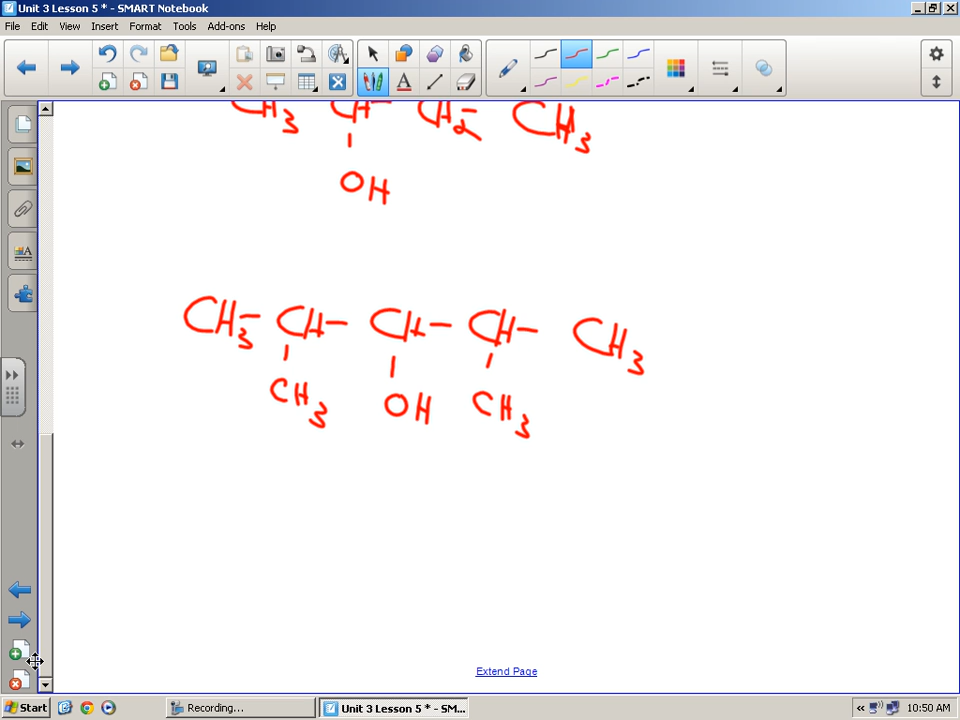 Unit 3 Lesson 5 * - SMART Notebook
File Edit View Insert Format Tools Add-ons Help
CH3 CH- CH2- CH3
OH
CH3- CH- CH- CH- CH3
CH3 OH CH3
Extend Page
Start Recording... Unit 3 Lesson 5 * - SM... « 10:50 AM